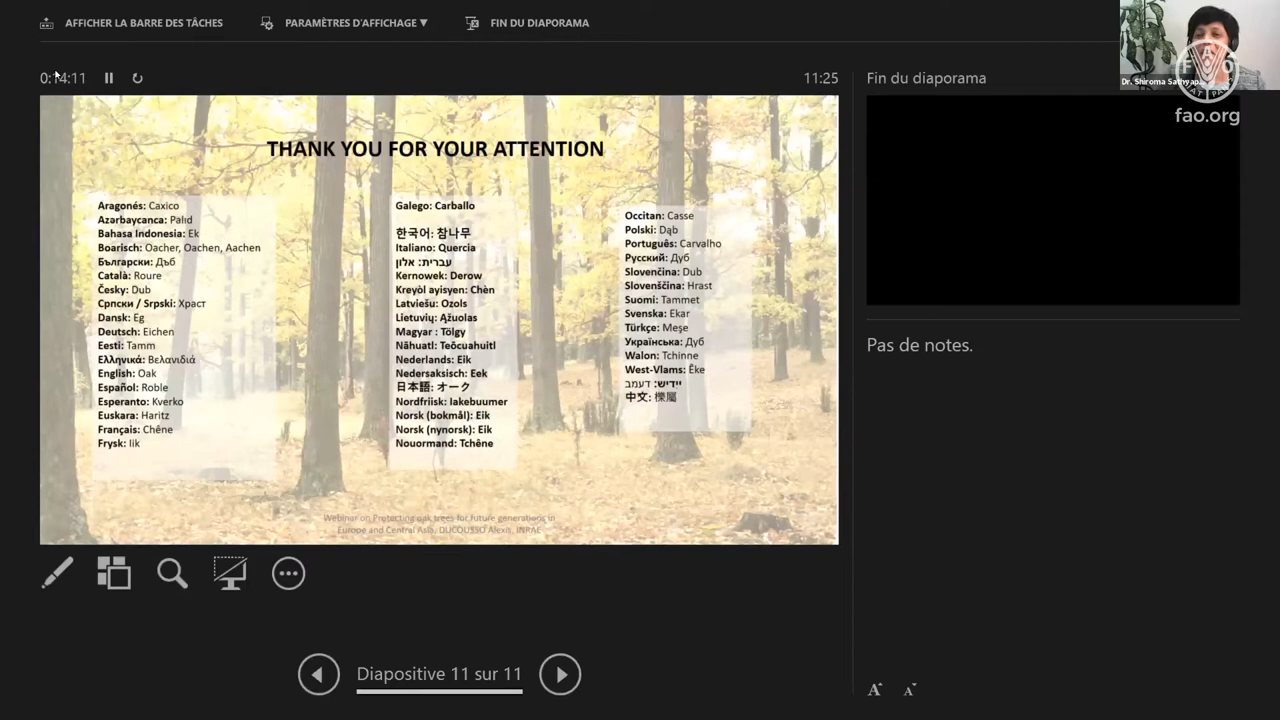 AFFICHER LA BARRE DES TÂCHES
PARAMÈTRES D'AFFICHAGE ▼
FIN DU DIAPORAMA
Dr. Shiroma
fao.org
0:14:11
11:25
Fin du diaporama
THANK YOU FOR YOUR ATTENTION
Aragonés: Caxico
Azərbaycanca: Palıd
Bahasa Indonesia: Ek
Boarisch: Oacher, Oachen, Aachen
Български: Дъб
Català: Roure
Česky: Dub
Српски / Srpski: Храст
Dansk: Eg
Deutsch: Eichen
Eesti: Tamm
Ελληνικά: Βελανιδιά
English: Oak
Español: Roble
Esperanto: Kverko
Euskara: Haritz
Français: Chêne
Frysk: Iik
Galego: Carballo
한국어: 참나무
Italiano: Quercia
עברית: אלון
Kernowek: Derow
Kreyòl ayisyen: Chèn
Latviešu: Ozols
Lietuvių: Ąžuolas
Magyar : Tölgy
Nāhuatl: Teōcuahuitl
Nederlands: Eik
Nedersaksisch: Eek
日本語: オーク
Nordfriisk: Iakebuumer
Norsk (bokmål): Eik
Norsk (nynorsk): Eik
Nouormand: Tchêne
Occitan: Casse
Polski: Dąb
Português: Carvalho
Русский: Дуб
Slovenčina: Dub
Slovenščina: Hrast
Suomi: Tammet
Svenska: Ekar
Türkçe: Meşe
Українська: Дуб
Walon: Tchinne
West-Vlams: Êke
ייִדיש: דעמב
中文: 櫟屬
Webinar on Protecting oak trees for future generations in
Europe and Central Asia. DUCOUSSO Alexis, INRAE
Pas de notes.
Diapositive 11 sur 11